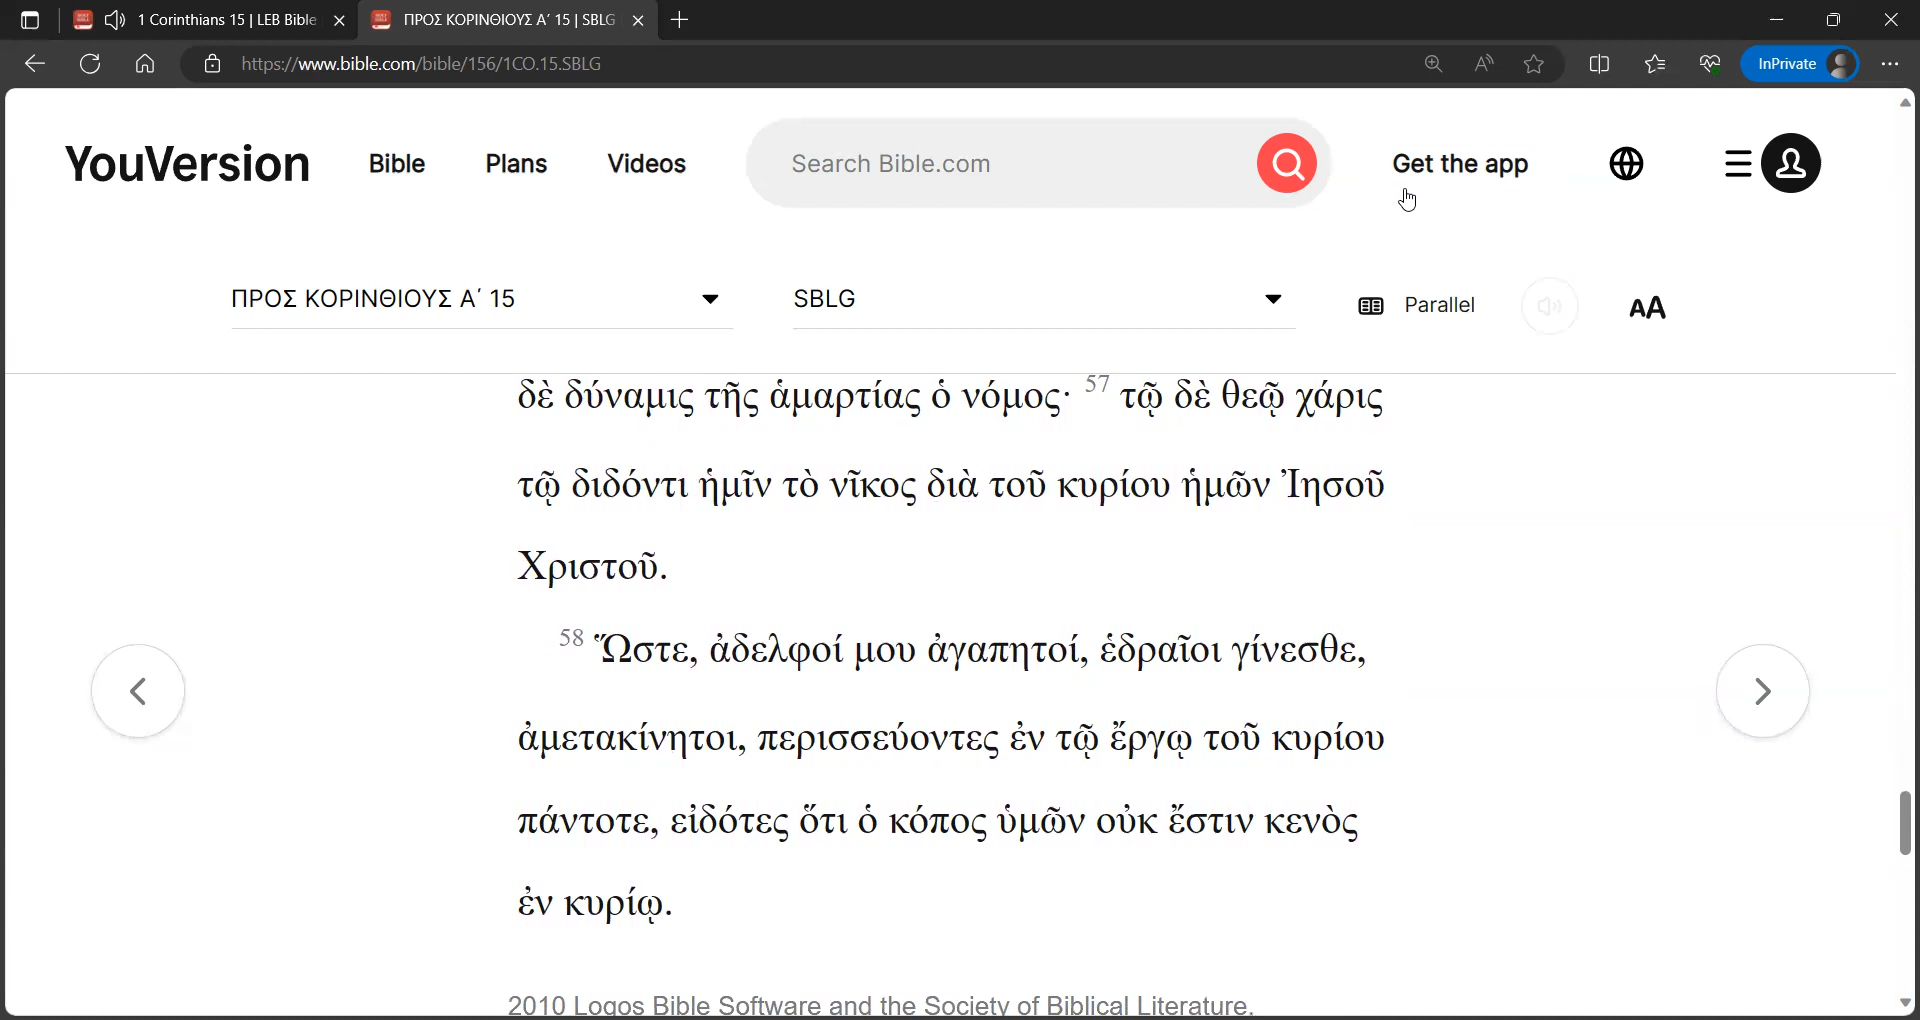 1 Corinthians 15 | LEB Bible
ΠΡΟΣ ΚΟΡΙΝΘΙΟΥΣ Α΄ 15 | SBLG
https://www.bible.com/bible/156/1CO.15.SBLG
InPrivate
YouVersion Bible Plans Videos Search Bible.com Get the app
ΠΡΟΣ ΚΟΡΙΝΘΙΟΥΣ Α΄ 15 SBLG Parallel AA
δὲ δύναμις τῆς ἁμαρτίας ὁ νόμος· 57 τῷ δὲ θεῷ χάρις
τῷ διδόντι ἡμῖν τὸ νῖκος διὰ τοῦ κυρίου ἡμῶν Ἰησοῦ
Χριστοῦ.
58 Ὥστε, ἀδελφοί μου ἀγαπητοί, ἑδραῖοι γίνεσθε,
ἀμετακίνητοι, περισσεύοντες ἐν τῷ ἔργῳ τοῦ κυρίου
πάντοτε, εἰδότες ὅτι ὁ κόπος ὑμῶν οὐκ ἔστιν κενὸς
ἐν κυρίῳ.
2010 Logos Bible Software and the Society of Biblical Literature.